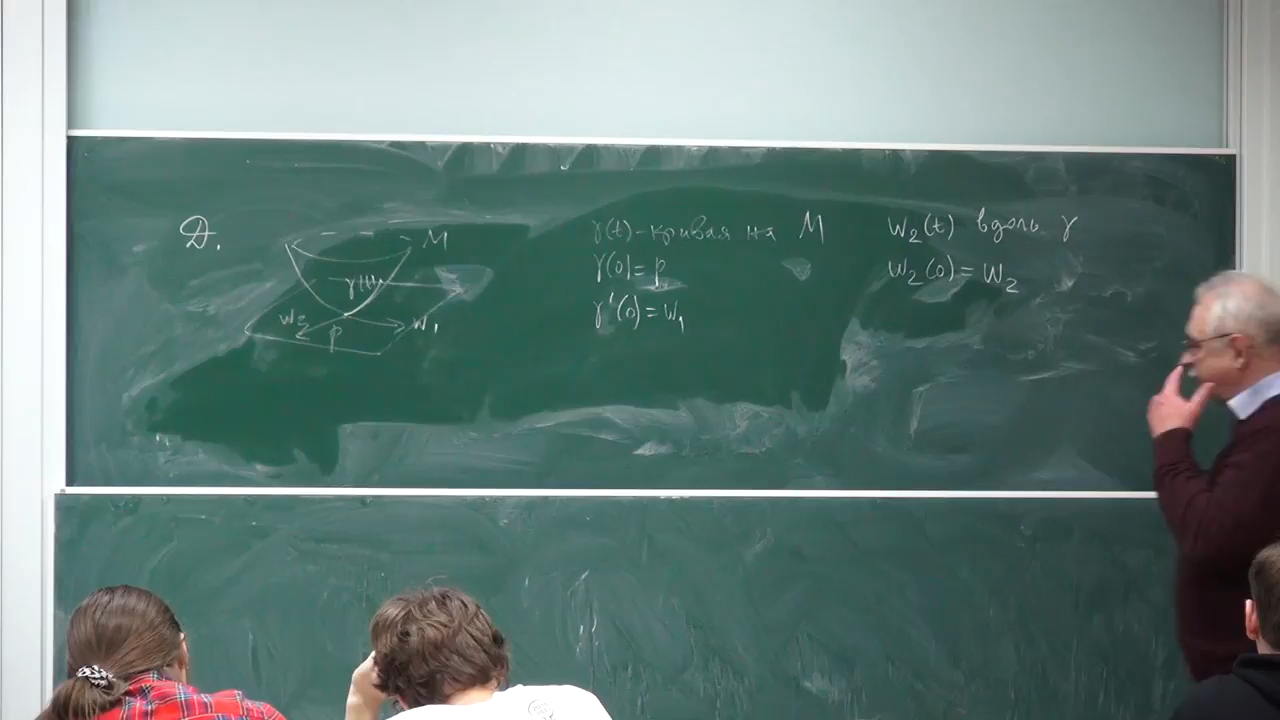 D.
M
γ(t)
W₂
p
W₁
γ(t) - кривая на M
γ(0) = p
γ'(0) = W₁
W₂(t) вдоль γ
W₂(0) = W₂